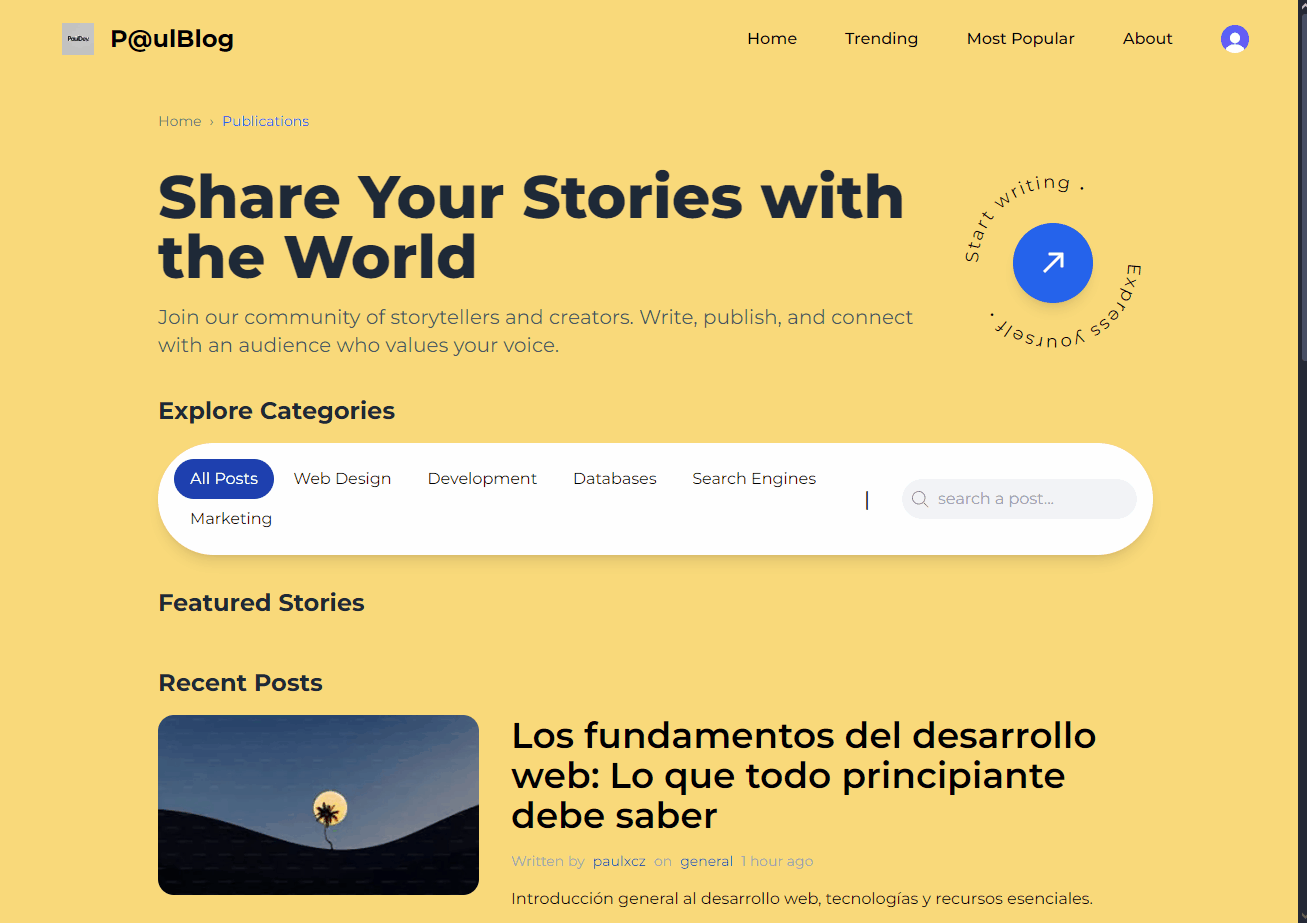 PaulDev.
P@ulBlog
Home
Trending
Most Popular
About
Home › Publications
Share Your Stories with
the World
Start writing •
Express yourself •
Join our community of storytellers and creators. Write, publish, and connect
with an audience who values your voice.
Explore Categories
All Posts
Web Design
Development
Databases
Search Engines
Marketing
|
search a post...
Featured Stories
Recent Posts
Los fundamentos del desarrollo
web: Lo que todo principiante
debe saber
Written by paulxcz on general 1 hour ago
Introducción general al desarrollo web, tecnologías y recursos esenciales.